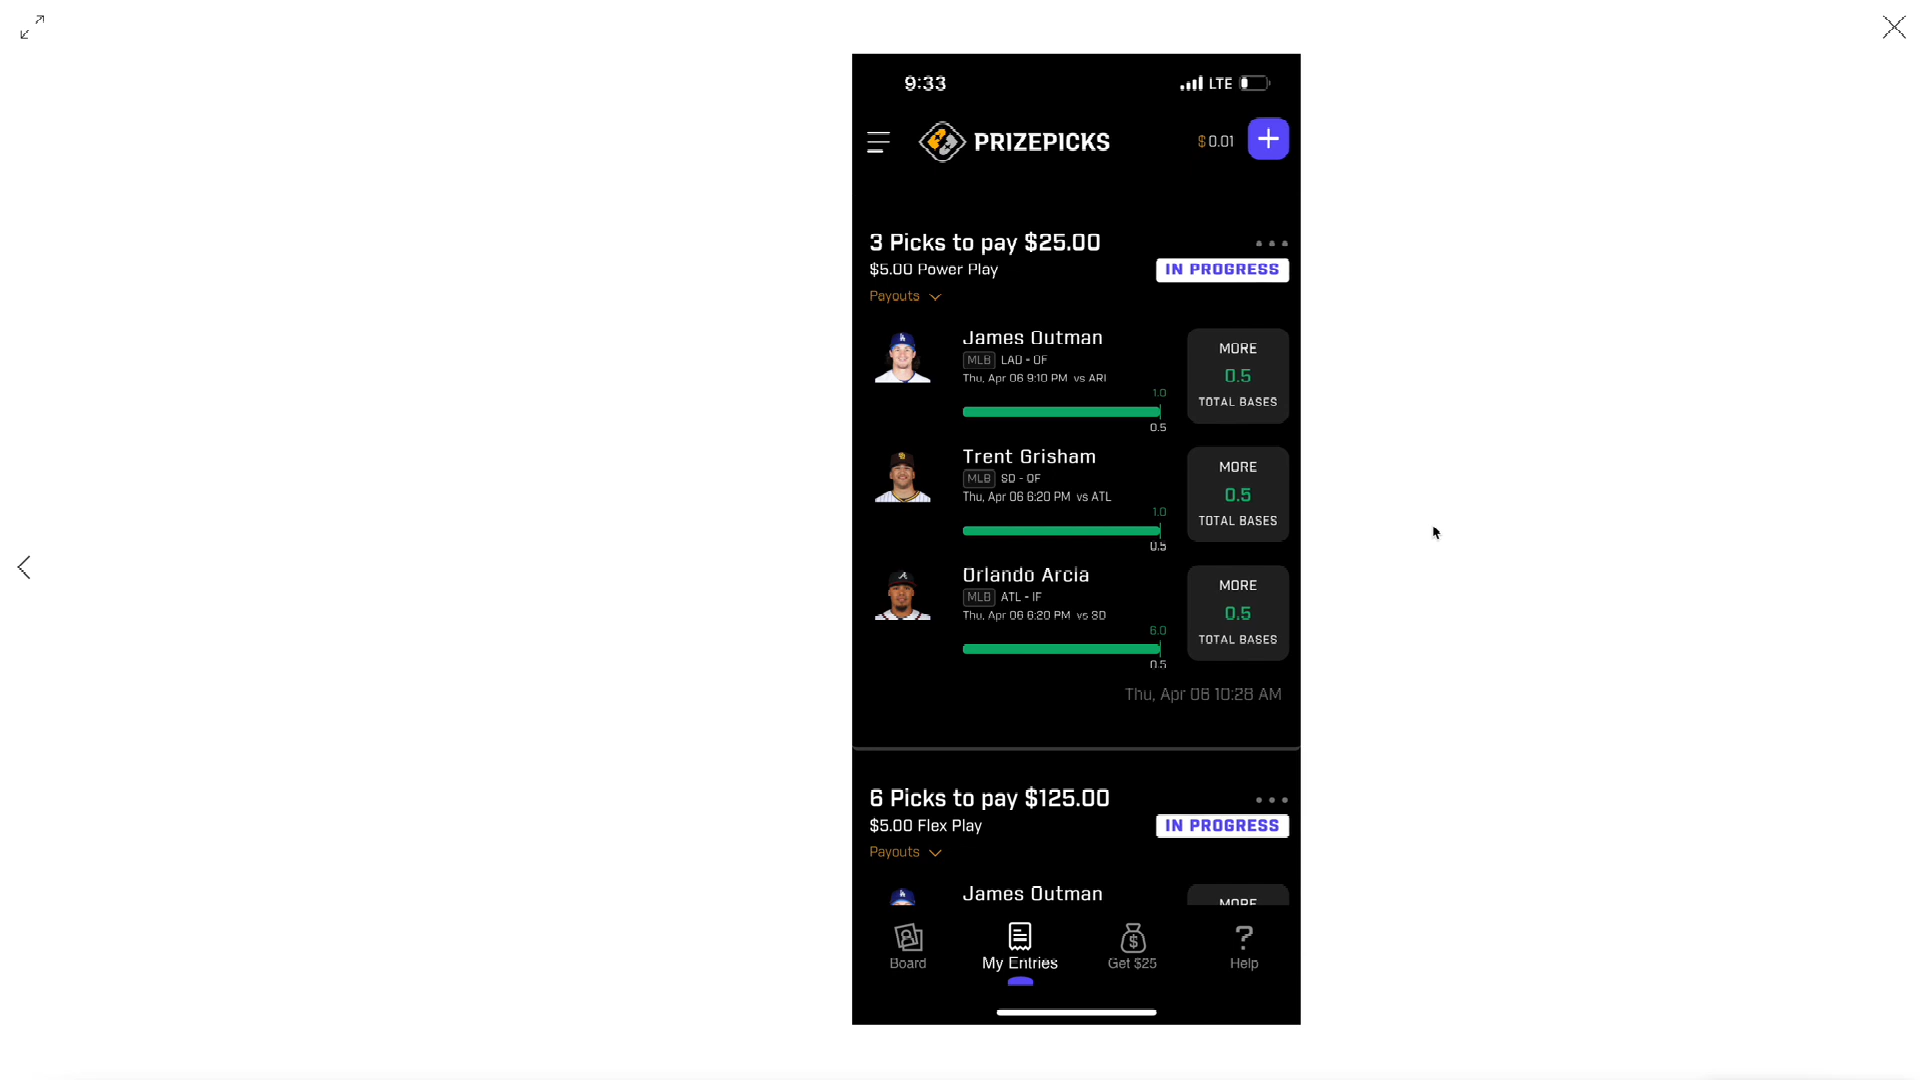 9:33
LTE
PRIZEPICKS
$0.01
3 Picks to pay $25.00
$5.00 Power Play
IN PROGRESS
Payouts
James Outman
MLB LAD - OF
Thu, Apr 06 9:10 PM vs ARI
1.0
0.5
MORE
0.5
TOTAL BASES
Trent Grisham
MLB SD - OF
Thu, Apr 06 6:20 PM vs ATL
1.0
0.5
MORE
0.5
TOTAL BASES
Orlando Arcia
MLB ATL - IF
Thu, Apr 06 6:20 PM vs SD
6.0
0.5
MORE
0.5
TOTAL BASES
Thu, Apr 06 10:28 AM
6 Picks to pay $125.00
$5.00 Flex Play
IN PROGRESS
Payouts
James Outman
MORE
Board
My Entries
Get $25
Help